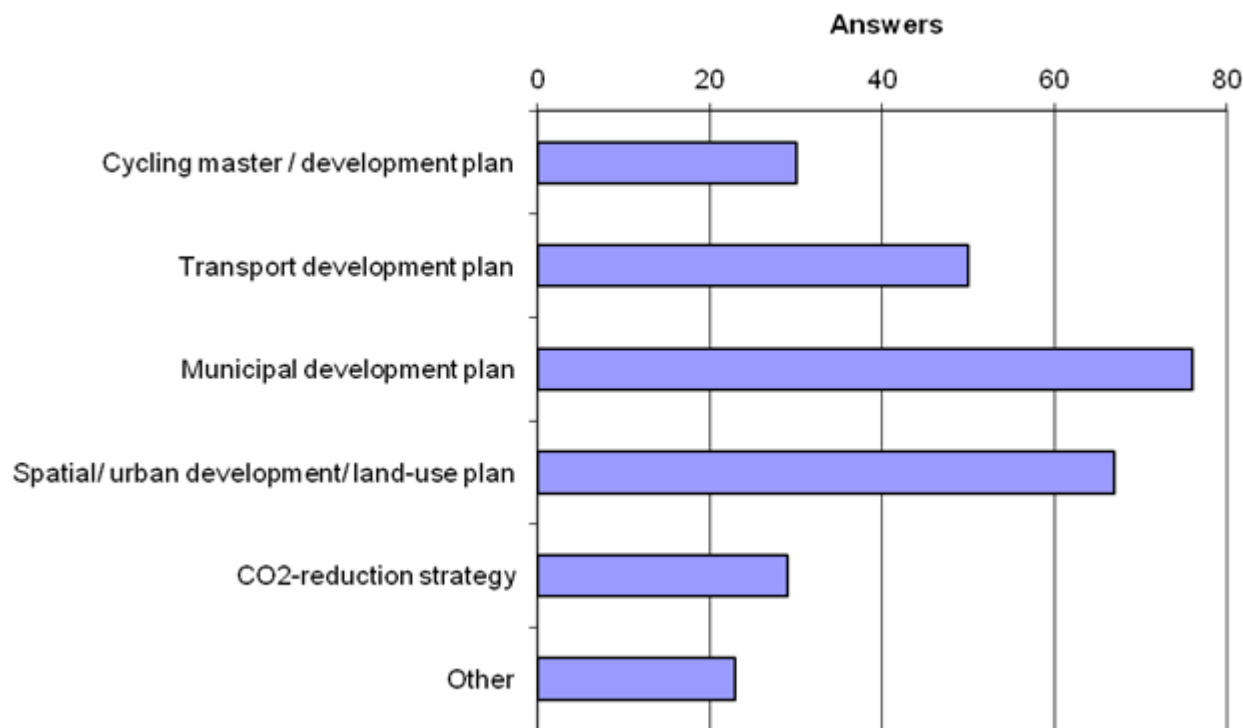 Answers
0 20 40 60 80
Cycling master / development plan
Transport development plan
Municipal development plan
Spatial/ urban development/ land-use plan
CO2-reduction strategy
Other